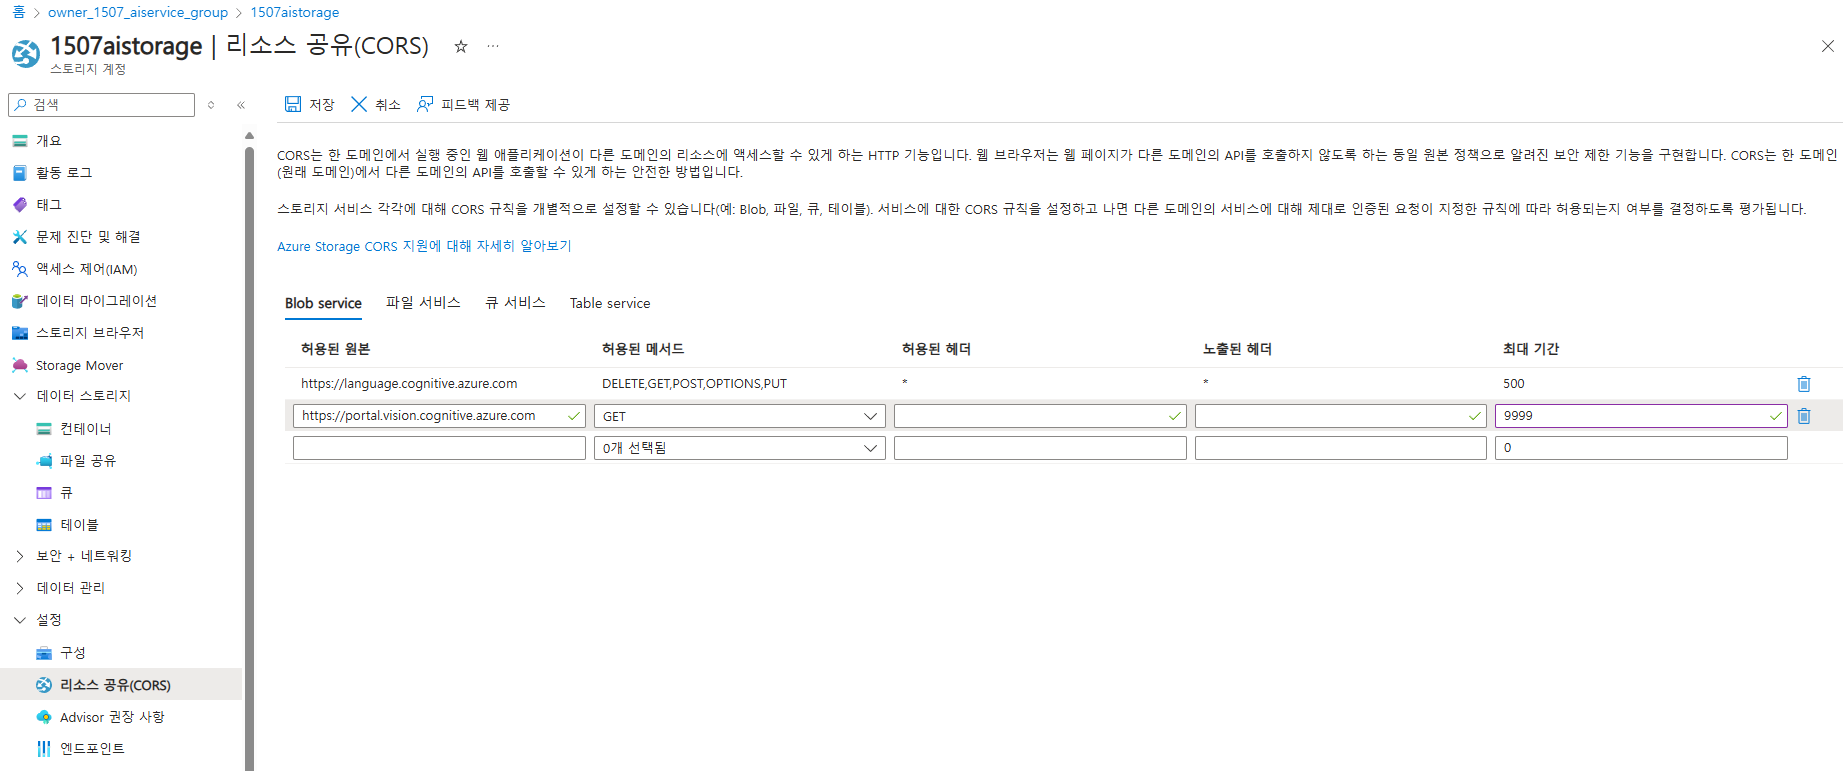 홈 > owner_1507_aiservice_group > 1507aistorage
1507aistorage | 리소스 공유(CORS)
스토리지 계정
검색
저장 취소 피드백 제공
개요
활동 로그
태그
문제 진단 및 해결
액세스 제어(IAM)
데이터 마이그레이션
스토리지 브라우저
Storage Mover
데이터 스토리지
컨테이너
파일 공유
큐
테이블
보안 + 네트워킹
데이터 관리
설정
구성
리소스 공유(CORS)
Advisor 권장 사항
엔드포인트
CORS는 한 도메인에서 실행 중인 웹 애플리케이션이 다른 도메인의 리소스에 액세스할 수 있게 하는 HTTP 기능입니다. 웹 브라우저는 웹 페이지가 다른 도메인의 API를 호출하지 않도록 하는 동일 원본 정책으로 알려진 보안 제한 기능을 구현합니다. CORS는 한 도메인
(원래 도메인)에서 다른 도메인의 API를 호출할 수 있게 하는 안전한 방법입니다.
스토리지 서비스 각각에 대해 CORS 규칙을 개별적으로 설정할 수 있습니다(예: Blob, 파일, 큐, 테이블). 서비스에 대한 CORS 규칙을 설정하고 나면 다른 도메인의 서비스에 대해 제대로 인증된 요청이 지정한 규칙에 따라 허용되는지 여부를 결정하도록 평가됩니다.
Azure Storage CORS 지원에 대해 자세히 알아보기
Blob service 파일 서비스 큐 서비스 Table service
허용된 원본 허용된 메서드 허용된 헤더 노출된 헤더 최대 기간
https://language.cognitive.azure.com DELETE,GET,POST,OPTIONS,PUT * * 500
https://portal.vision.cognitive.azure.com GET 9999
0개 선택됨 0